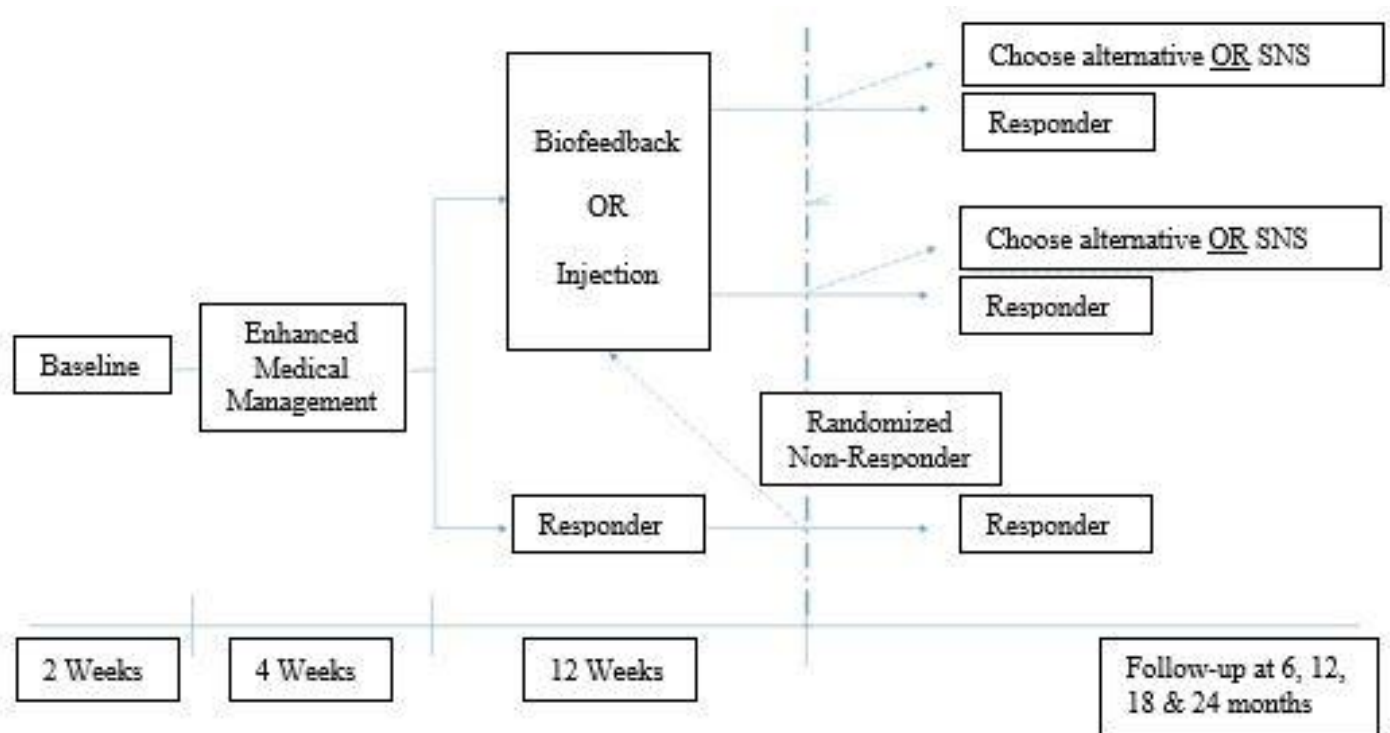 Choose alternative OR SNS
Responder
Biofeedback
OR
Injection
Choose alternative OR SNS
Responder
Baseline
Enhanced
Medical
Management
Randomized
Non-Responder
Responder
Responder
2 Weeks
4 Weeks
12 Weeks
Follow-up at 6, 12,
18 & 24 months